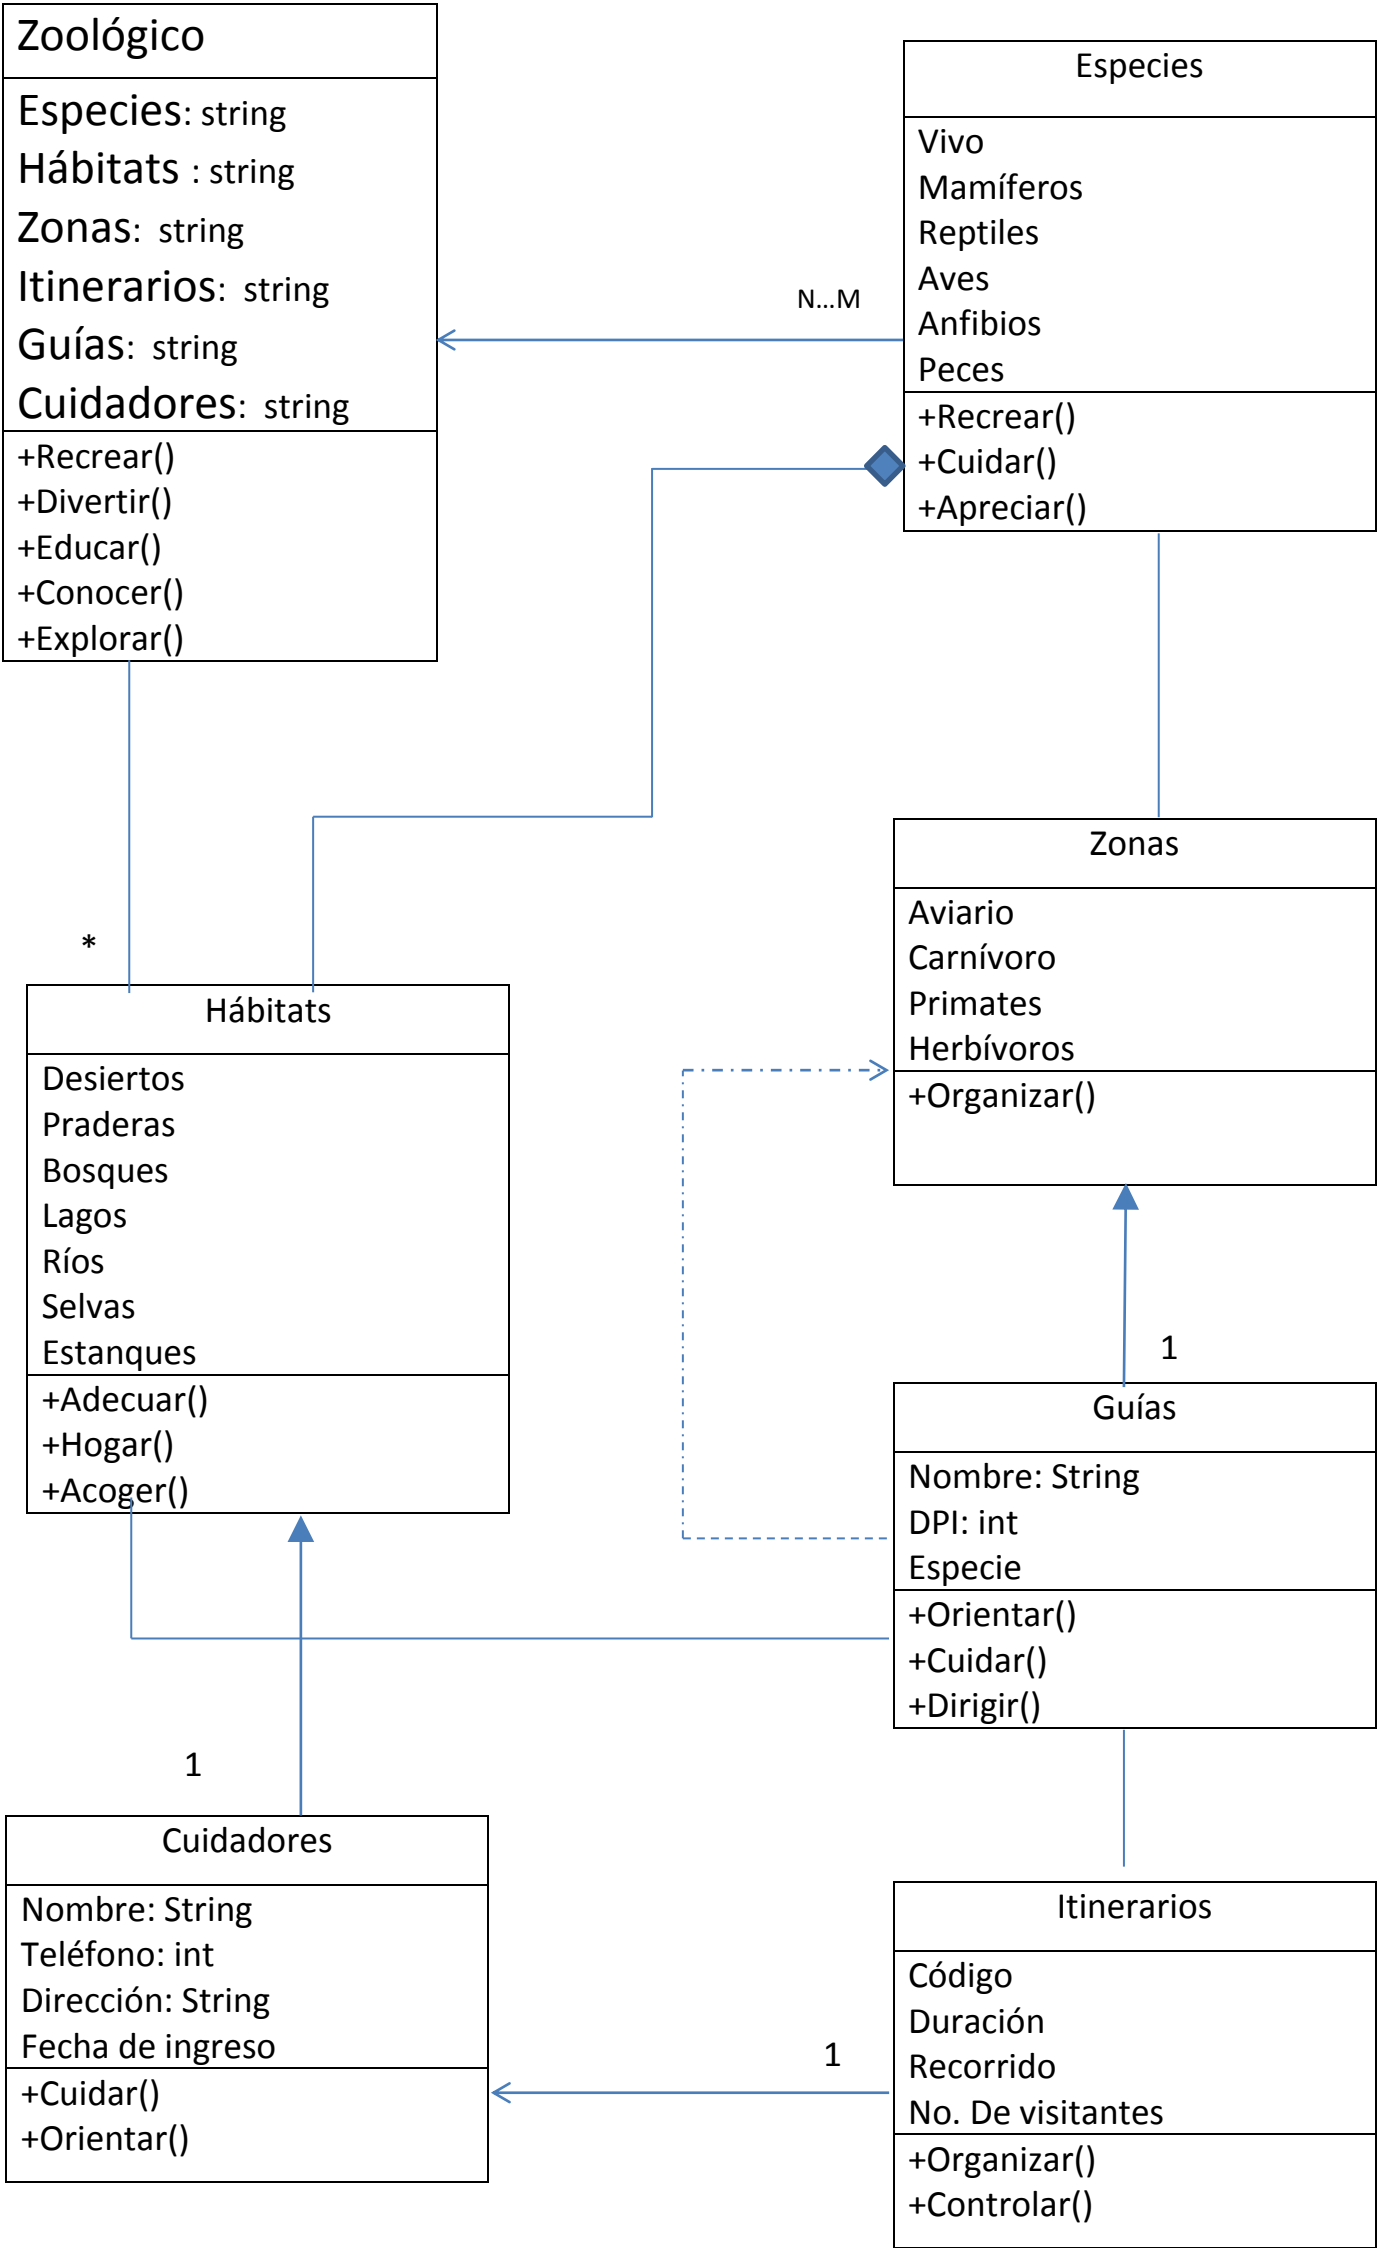 Zoológico
Especies: string
Hábitats : string
Zonas: string
Itinerarios: string
Guías: string
Cuidadores: string
+Recrear()
+Divertir()
+Educar()
+Conocer()
+Explorar()
N...M
Especies
Vivo
Mamíferos
Reptiles
Aves
Anfibios
Peces
+Recrear()
+Cuidar()
+Apreciar()
*
Hábitats
Desiertos
Praderas
Bosques
Lagos
Ríos
Selvas
Estanques
+Adecuar()
+Hogar()
+Acoger()
Zonas
Aviario
Carnívoro
Primates
Herbívoros
+Organizar()
1
Guías
Nombre: String
DPI: int
Especie
+Orientar()
+Cuidar()
+Dirigir()
1
Cuidadores
Nombre: String
Teléfono: int
Dirección: String
Fecha de ingreso
+Cuidar()
+Orientar()
1
Itinerarios
Código
Duración
Recorrido
No. De visitantes
+Organizar()
+Controlar()